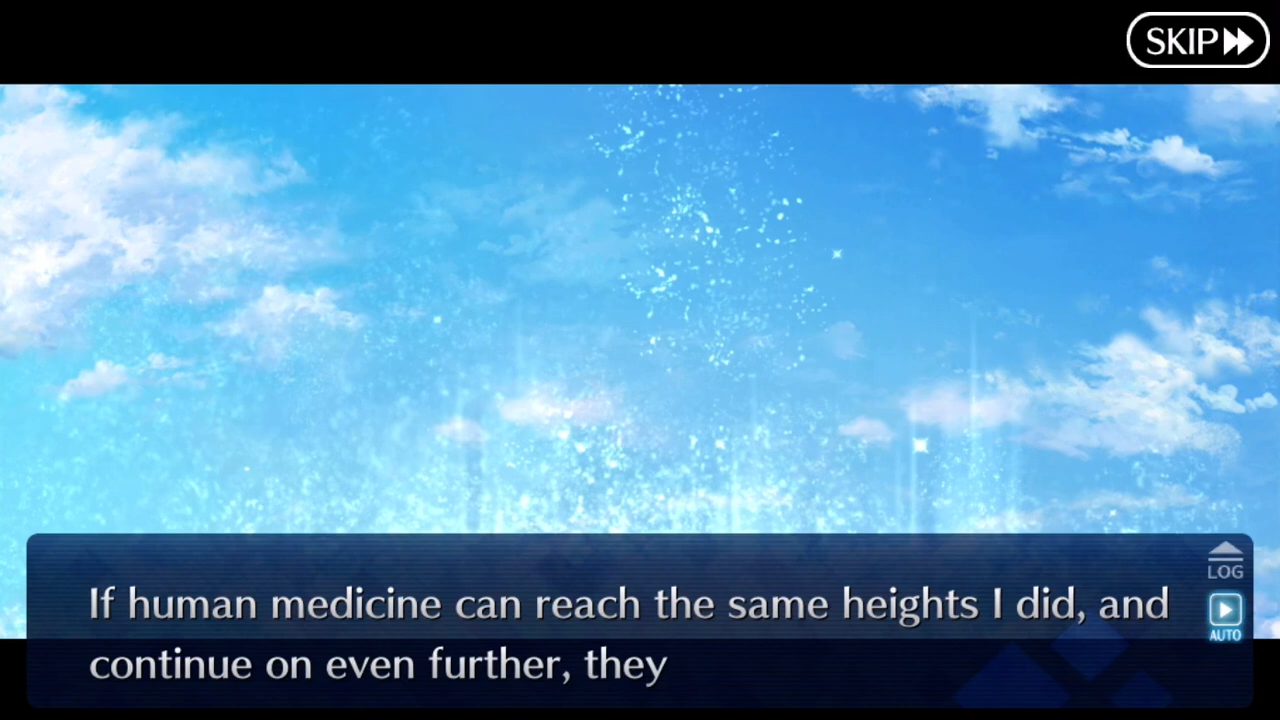 SKIP
If human medicine can reach the same heights I did, and
continue on even further, they
LOG
AUTO